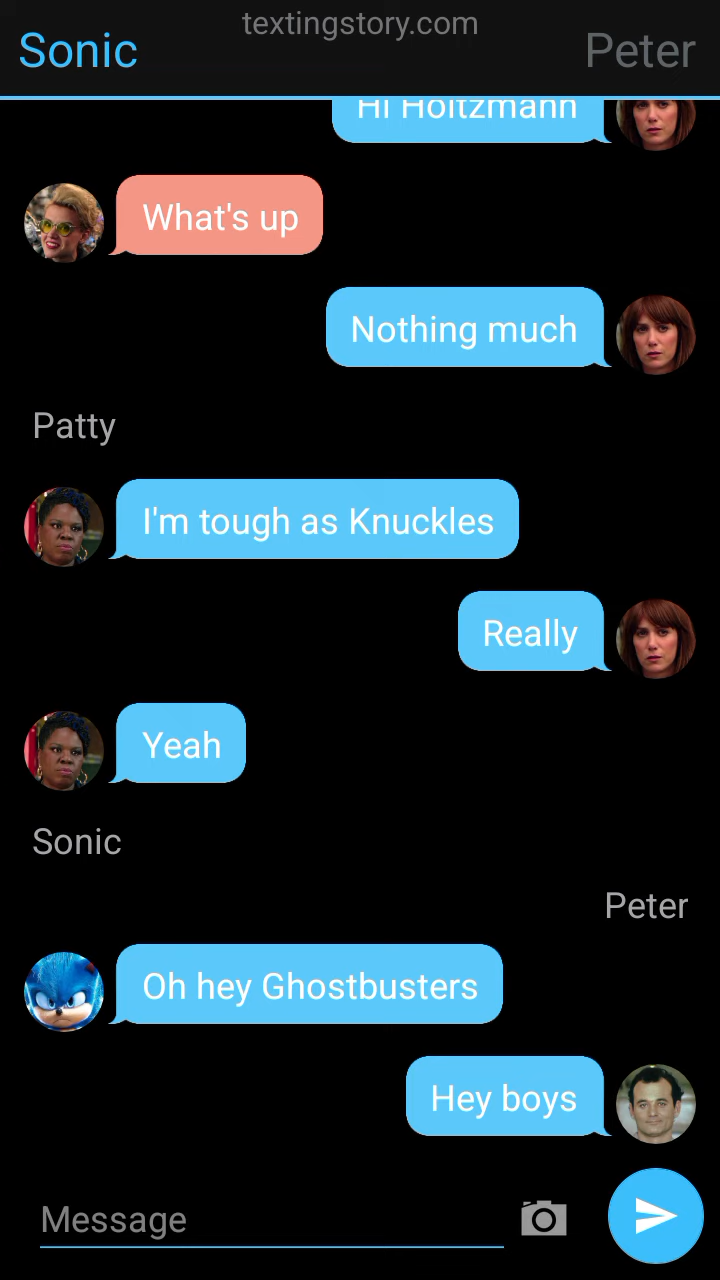 textingstory.com
Sonic
Peter
Hi Holtzmann
What's up
Nothing much
Patty
I'm tough as Knuckles
Really
Yeah
Sonic
Peter
Oh hey Ghostbusters
Hey boys
Message